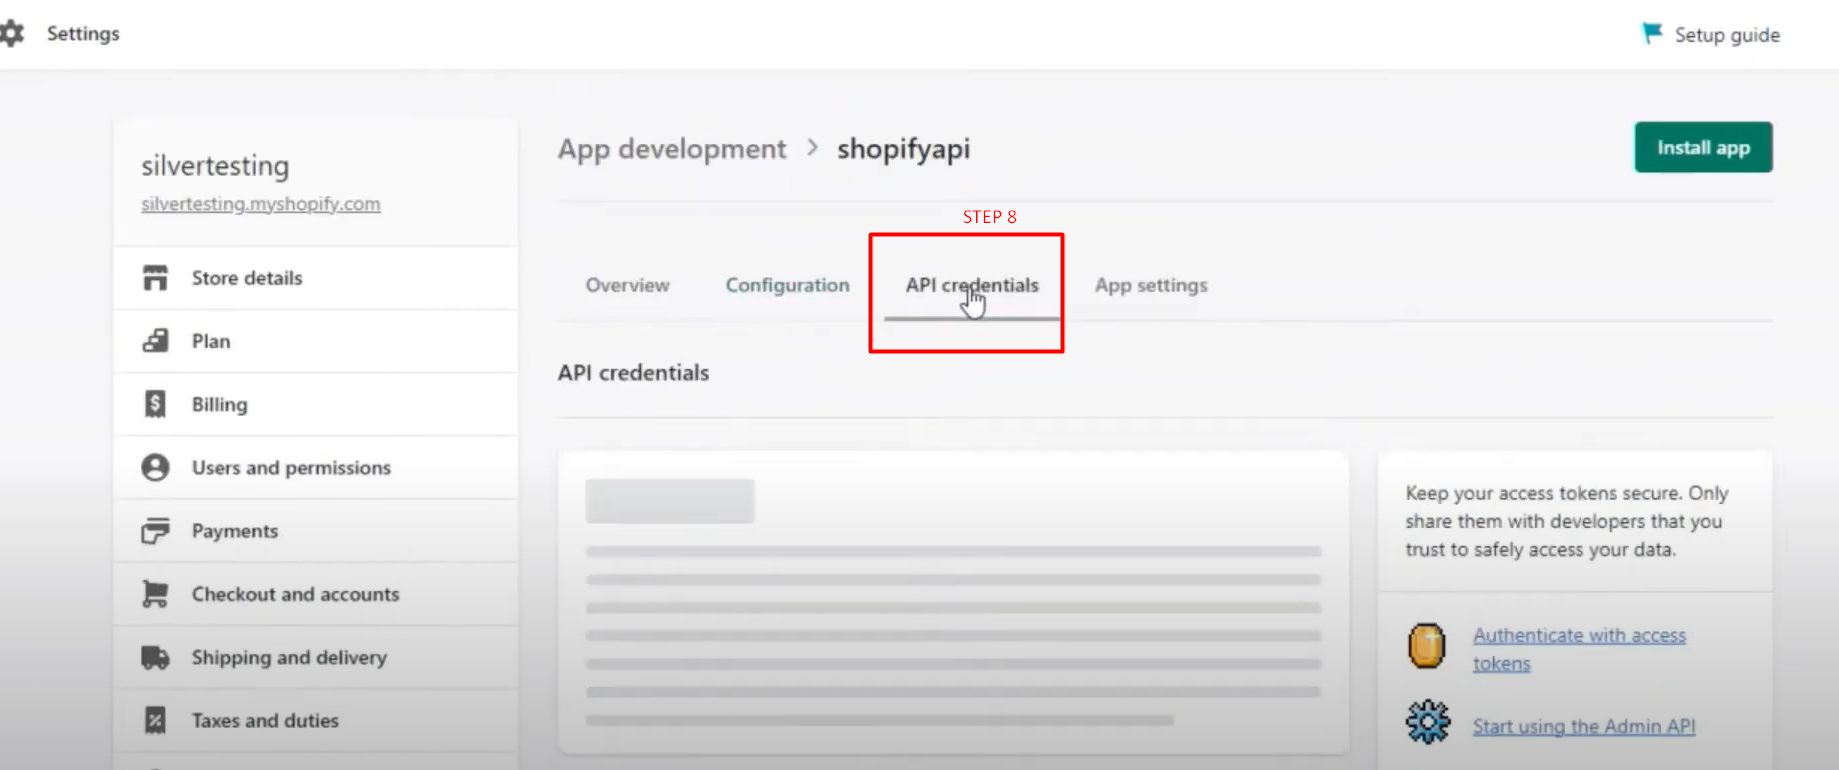 Settings
Setup guide
silvertesting
silvertesting.myshopify.com
Store details
Plan
Billing
Users and permissions
Payments
Checkout and accounts
Shipping and delivery
Taxes and duties
App development > shopifyapi
Install app
STEP 8
Overview
Configuration
API credentials
App settings
API credentials
Keep your access tokens secure. Only
share them with developers that you
trust to safely access your data.
Authenticate with access
tokens
Start using the Admin API